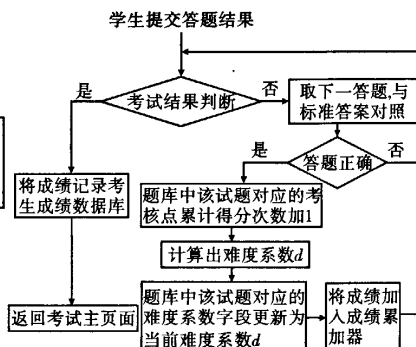 学生提交答题结果
是
考试结果判断
否
取下一答题,与
标准答案对照
是
答题正确
否
将成绩记录考
生成绩数据库
题库中该试题对应的考
核点累计得分次数加1
计算出难度系数d
返回考试主页面
题库中该试题对应的
难度系数字段更新为
当前难度系数d
将成绩加
入成绩累
加器